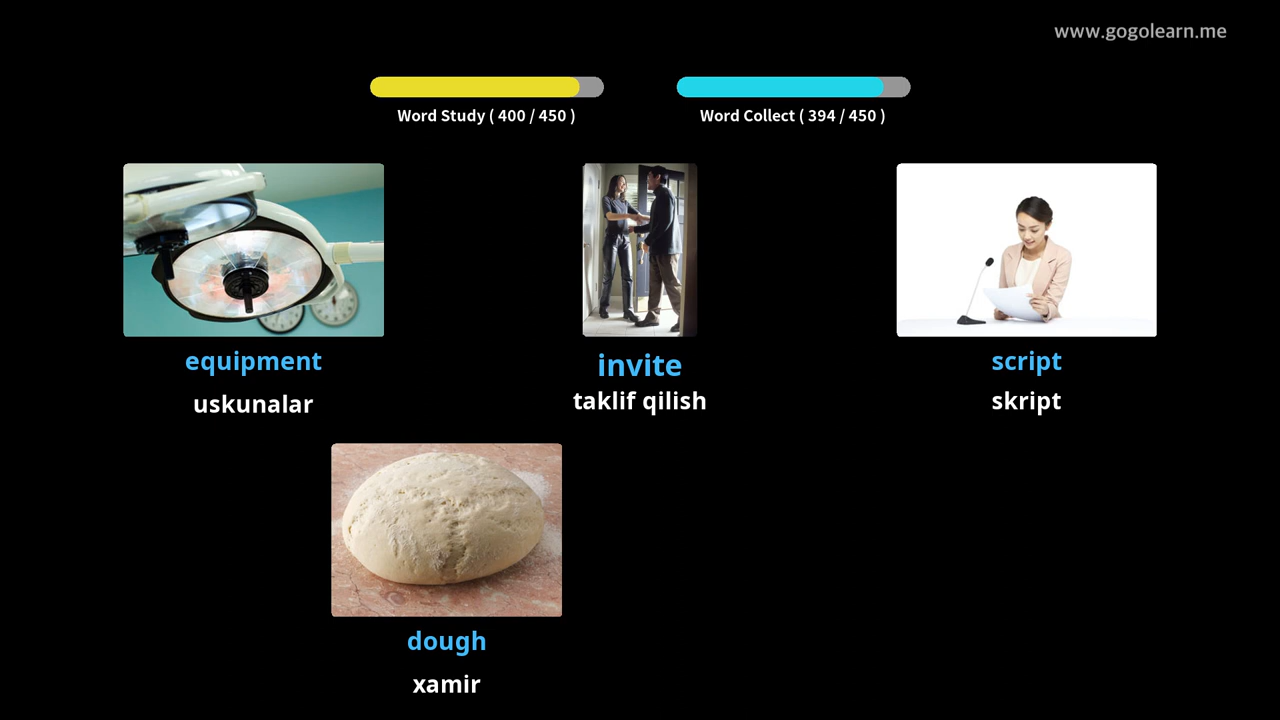 www.gogolearn.me
Word Study ( 400 / 450 )
Word Collect ( 394 / 450 )
equipment
uskunalar
invite
taklif qilish
script
skript
dough
xamir